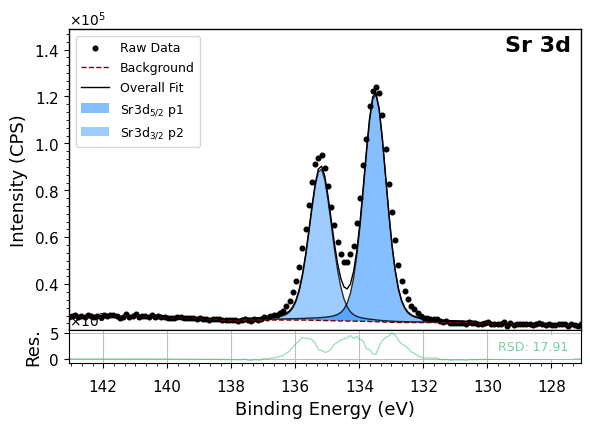 ×10⁵
Sr 3d
Raw Data
Background
Overall Fit
Sr3d₅/₂ p1
Sr3d₃/₂ p2
Intensity (CPS)
1.4
1.2
1.0
0.8
0.6
0.4
Res.
5
0
RSD: 17.91
142 140 138 136 134 132 130 128
Binding Energy (eV)